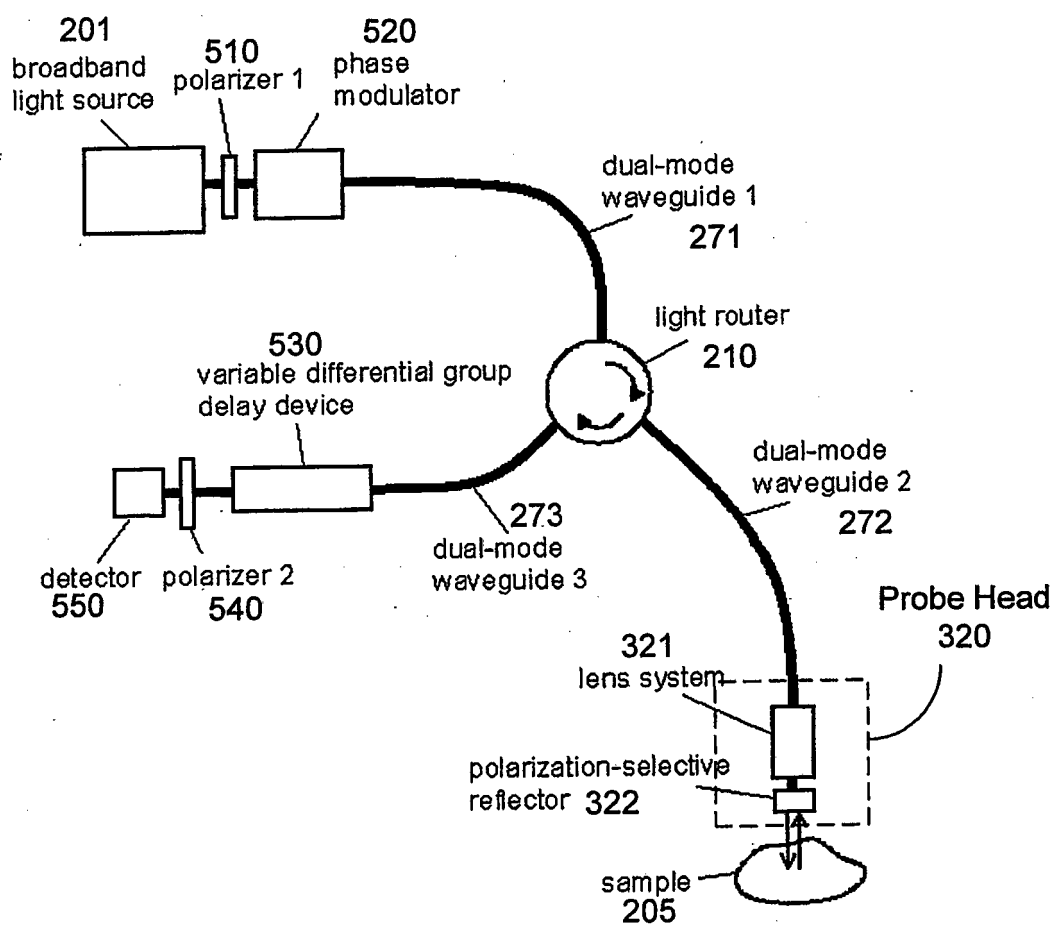 201
broadband
light source
510
polarizer 1
520
phase
modulator
dual-mode
waveguide 1
271
light router
210
530
variable differential group
delay device
dual-mode
waveguide 2
272
273
dual-mode
waveguide 3
detector
550
polarizer 2
540
Probe Head
320
321
lens system
polarization-selective
reflector 322
sample
205